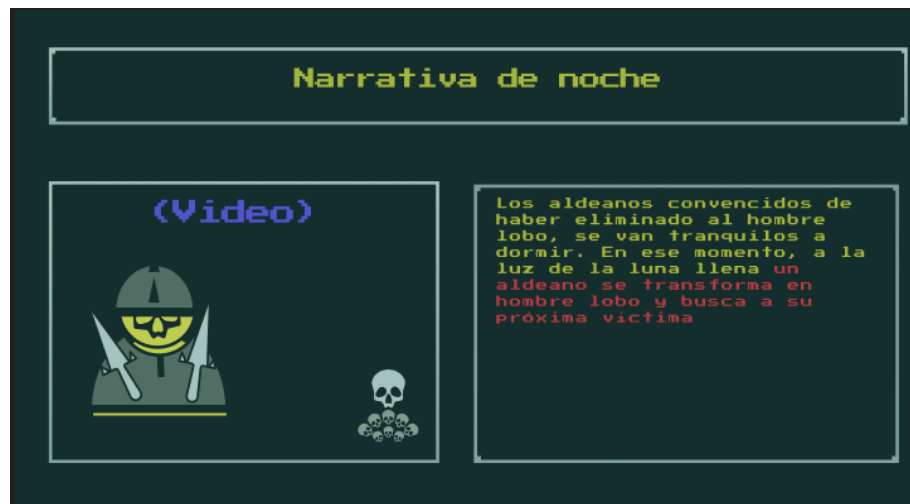 Narrativa de noche
(Video)
Los aldeanos convencidos de
haber eliminado al hombre
lobo, se van tranquilos a
dormir. En ese momento, a la
luz de la luna llena un
aldeano se transforma en
hombre lobo y busca a su
próxima víctima